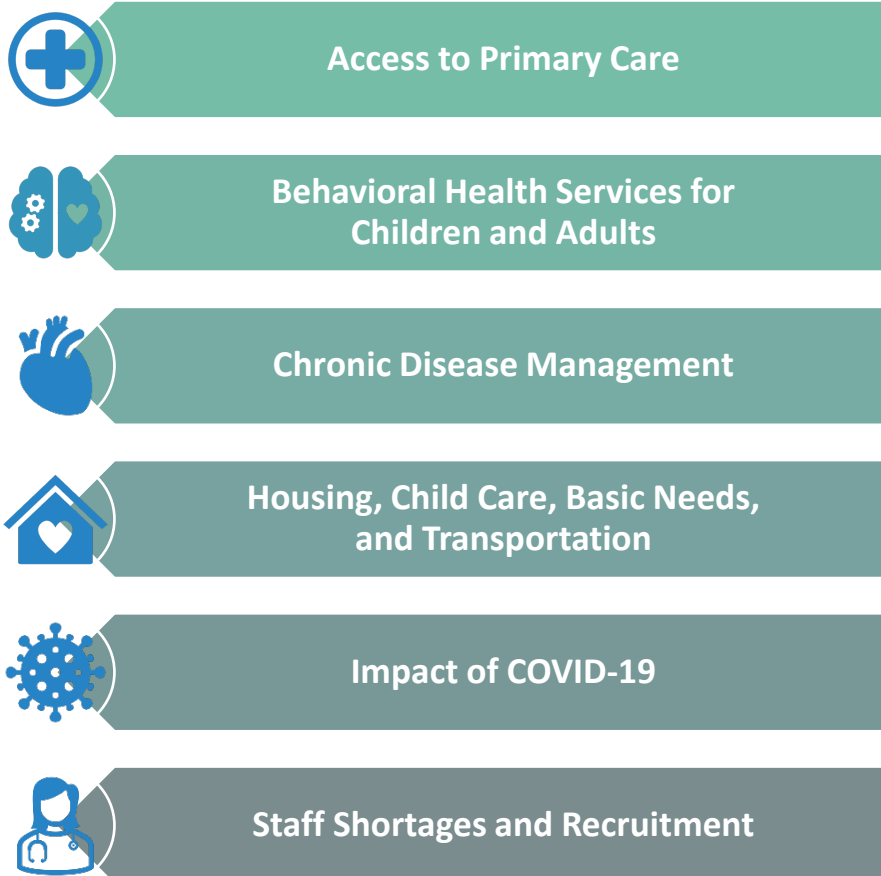 Access to Primary Care
Behavioral Health Services for
Children and Adults
Chronic Disease Management
Housing, Child Care, Basic Needs,
and Transportation
Impact of COVID-19
Staff Shortages and Recruitment